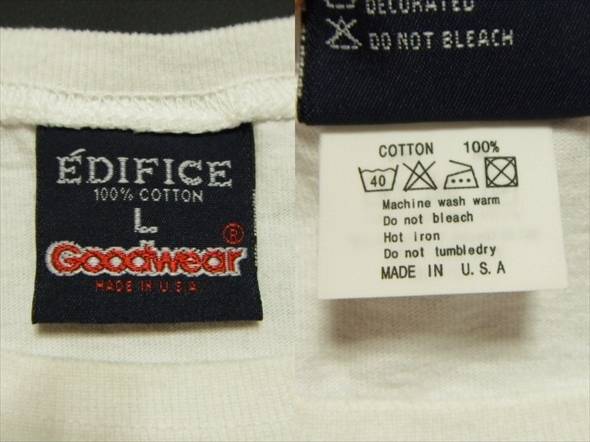 ÉDIFICE
100% COTTON
L
Goodwear®
MADE IN U.S.A
DECORATED
DO NOT BLEACH
COTTON 100%
40
Machine wash warm
Do not bleach
Hot iron
Do not tumbledry
MADE IN U.S.A